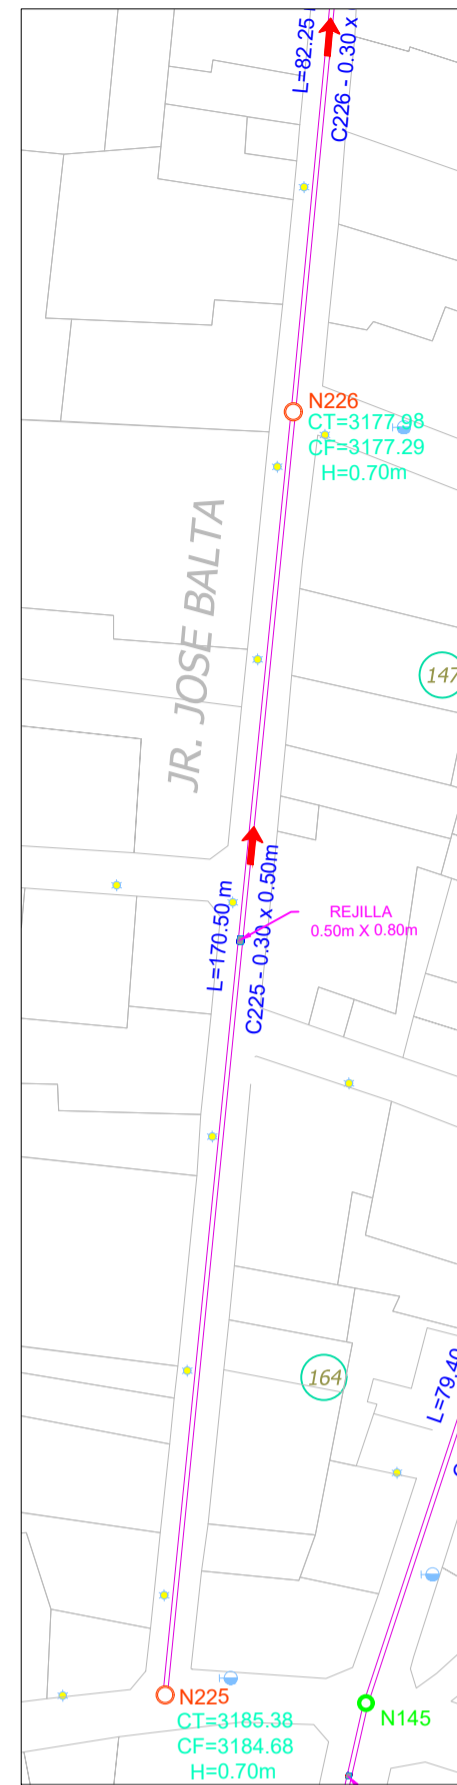 L=82.25
C226 - 0.30 x
N226
CT=3177.98
CF=3177.29
H=0.70m
JR. JOSE BALTA
147
L=170.50 m
C225 - 0.30 x 0.50m
REJILLA
0.50m X 0.80m
164
L=79.40
N225
CT=3185.38
CF=3184.68
H=0.70m
N145